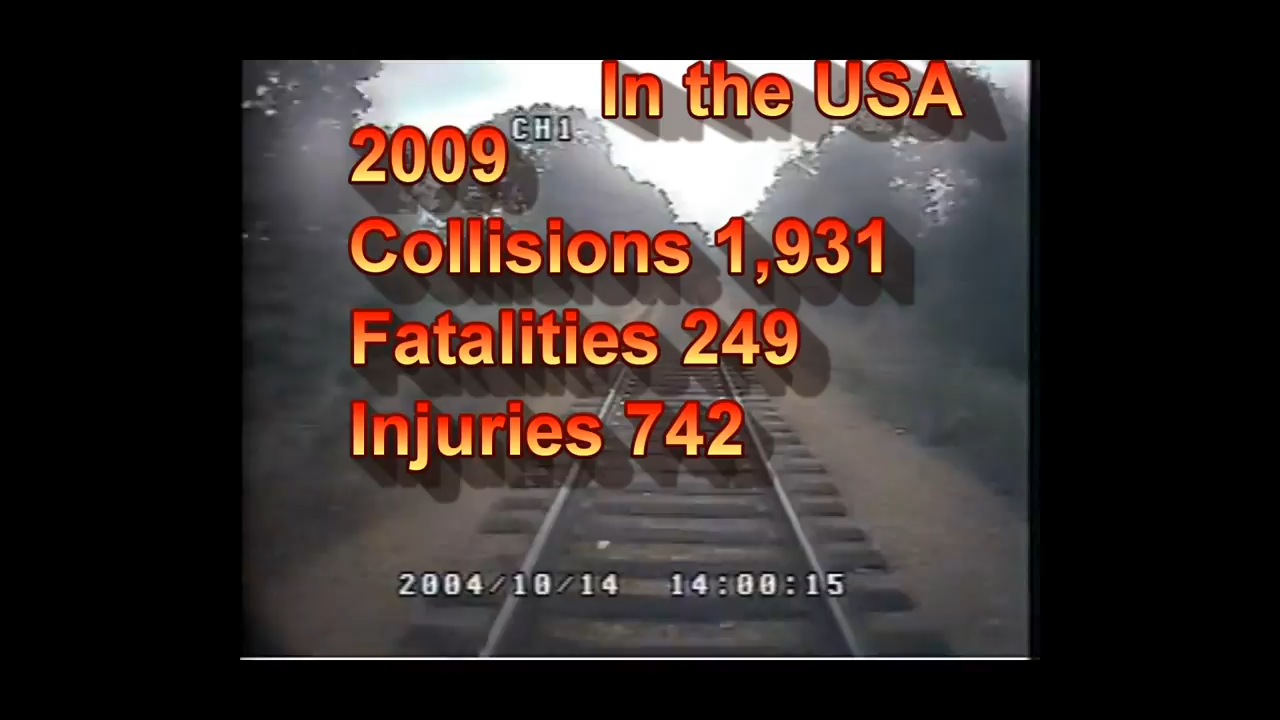 In the USA
CH1
2009
Collisions 1,931
Fatalities 249
Injuries 742
2004/10/14 14:00:15